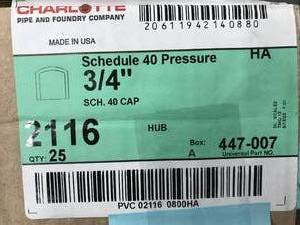 CHARLOTTE
PIPE AND FOUNDRY COMPANY
20611942140880
MADE IN USA
HA
Schedule 40 Pressure
3/4"
SCH. 40 CAP
2116
HUB
QTY: 25
Box:
A
447-007
Universal Part NO.
PVC 02116 0800HA